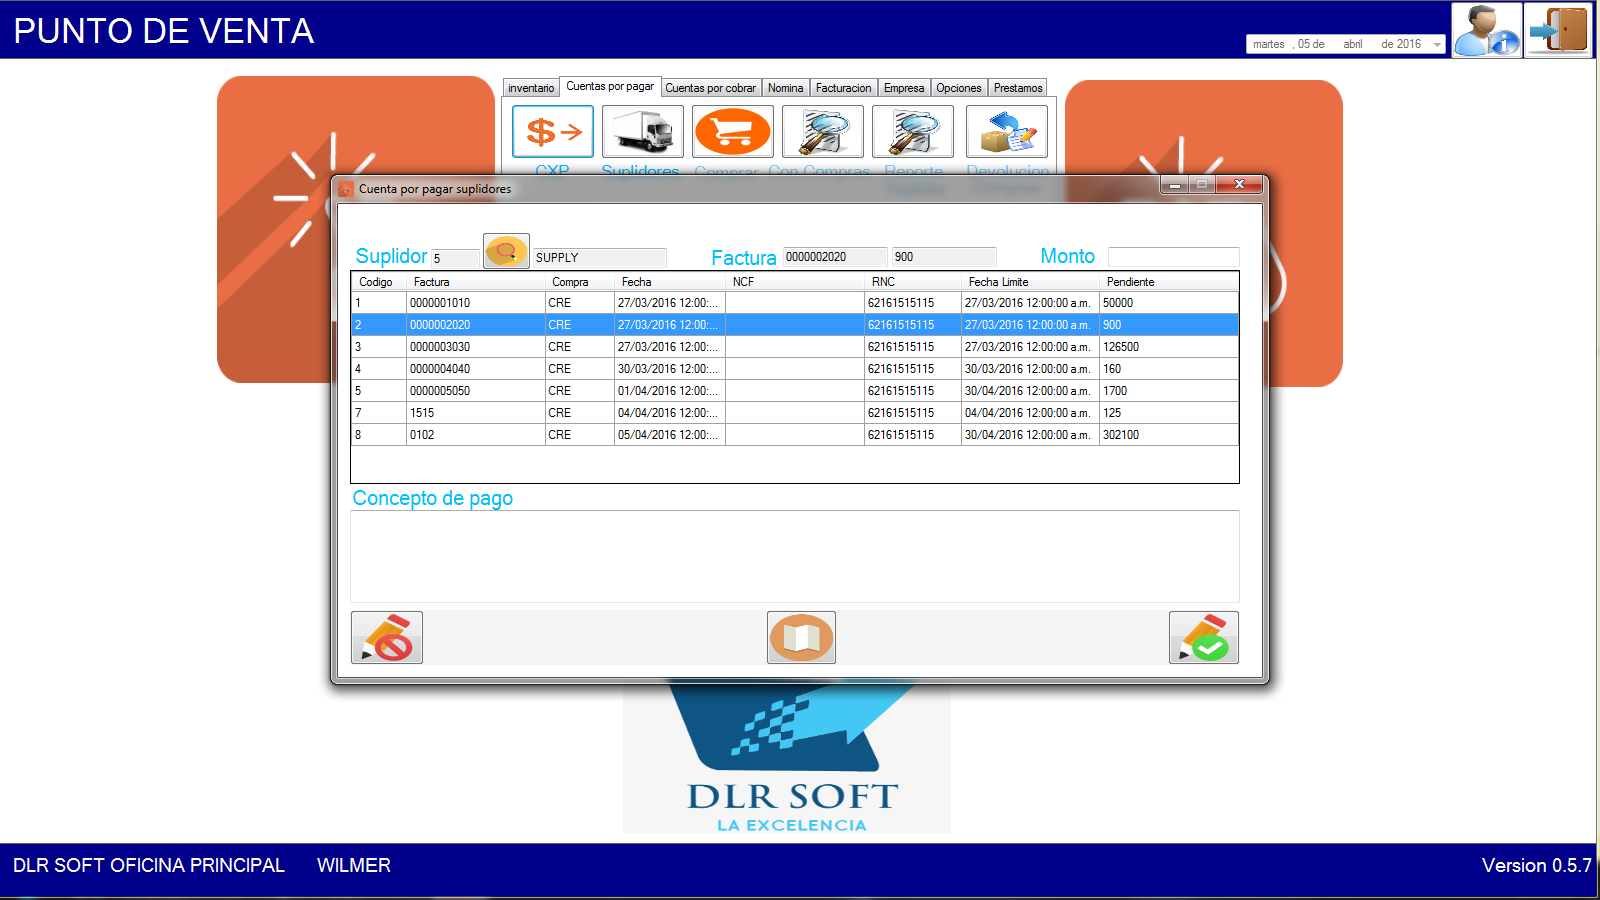 PUNTO DE VENTA
martes , 05 de abril de 2016
inventario Cuentas por pagar Cuentas por cobrar Nomina Facturacion Empresa Opciones Prestamos
CXP Suplidores Comprar Con Compras Reporte Devolucion
Suplidor Comprar
Cuenta por pagar suplidores
Suplidor 5 SUPPLY Factura 0000002020 900 Monto
Codigo Factura Compra Fecha NCF RNC Fecha Limite Pendiente
1 0000001010 CRE 27/03/2016 12:00:... 62161515115 27/03/2016 12:00:00 a.m. 50000
2 0000002020 CRE 27/03/2016 12:00:... 62161515115 27/03/2016 12:00:00 a.m. 900
3 0000003030 CRE 27/03/2016 12:00:... 62161515115 27/03/2016 12:00:00 a.m. 126500
4 0000004040 CRE 30/03/2016 12:00:... 62161515115 30/03/2016 12:00:00 a.m. 160
5 0000005050 CRE 01/04/2016 12:00:... 62161515115 30/04/2016 12:00:00 a.m. 1700
7 1515 CRE 04/04/2016 12:00:... 62161515115 04/04/2016 12:00:00 a.m. 125
8 0102 CRE 05/04/2016 12:00:... 62161515115 30/04/2016 12:00:00 a.m. 302100
Concepto de pago
DLR SOFT
LA EXCELENCIA
DLR SOFT OFICINA PRINCIPAL WILMER Version 0.5.7